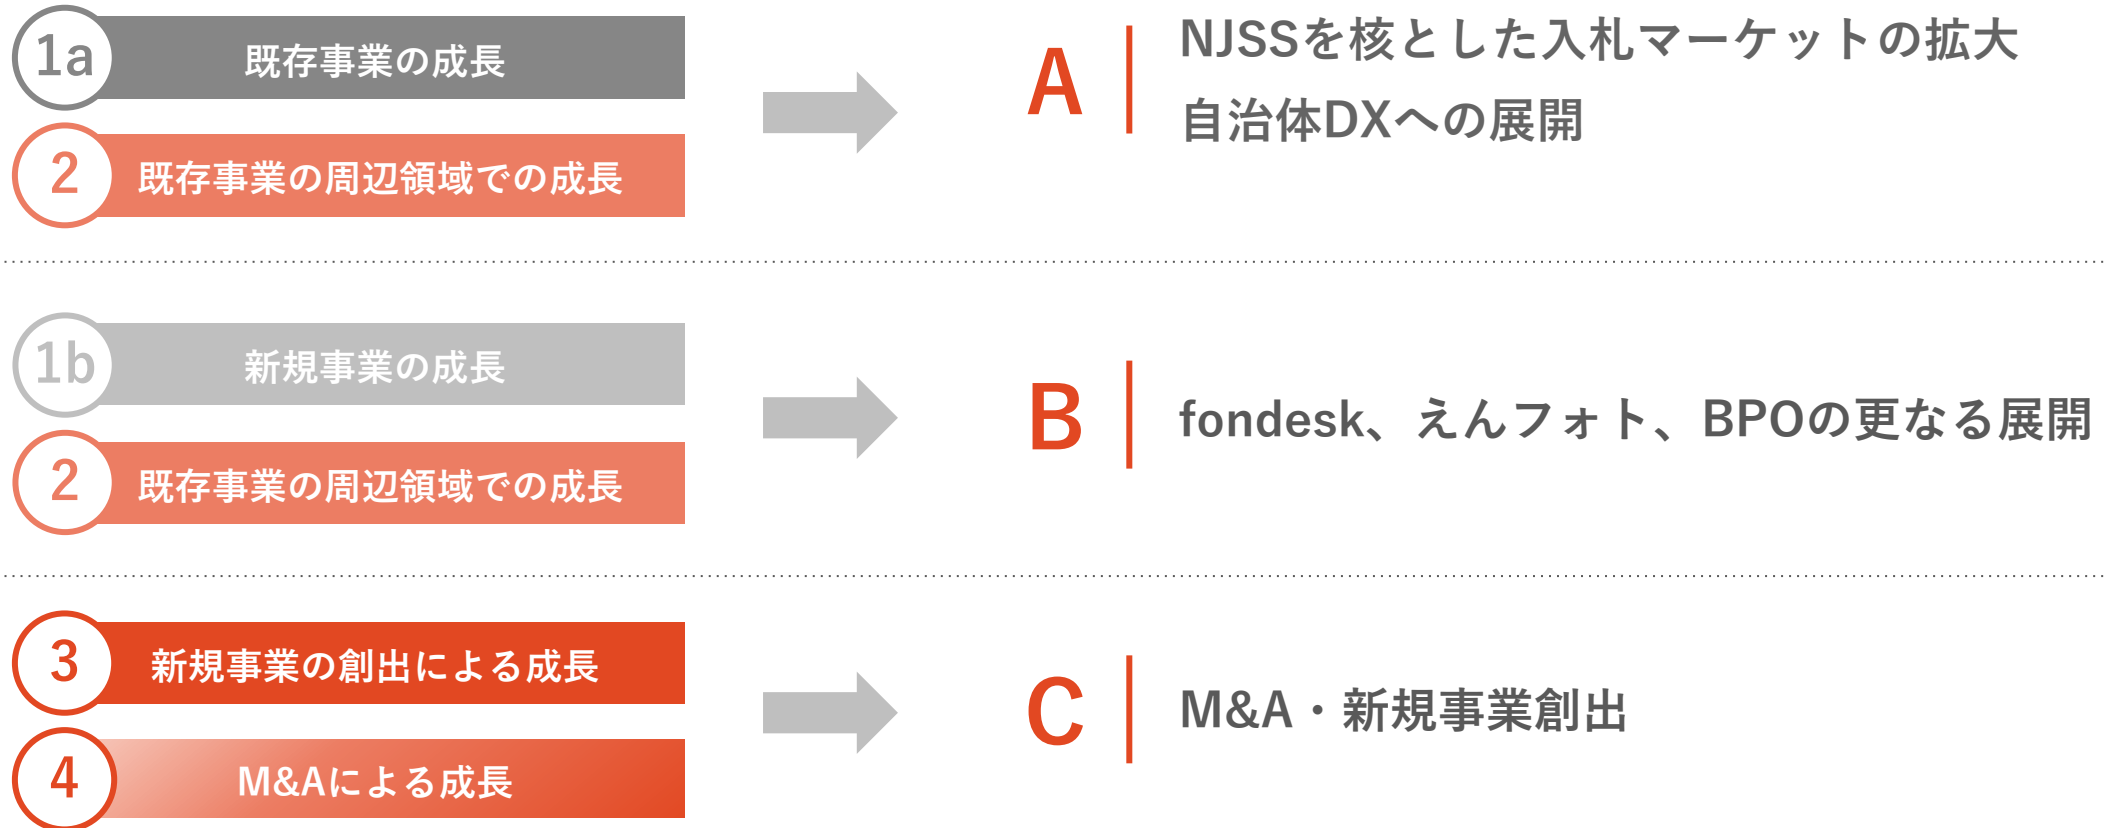 1a
既存事業の成長
2
既存事業の周辺領域での成長
A
NJSSを核とした入札マーケットの拡大
自治体DXへの展開
1b
新規事業の成長
2
既存事業の周辺領域での成長
B
fondesk、えんフォト、BPOの更なる展開
3
新規事業の創出による成長
4
M&Aによる成長
C
M&A・新規事業創出